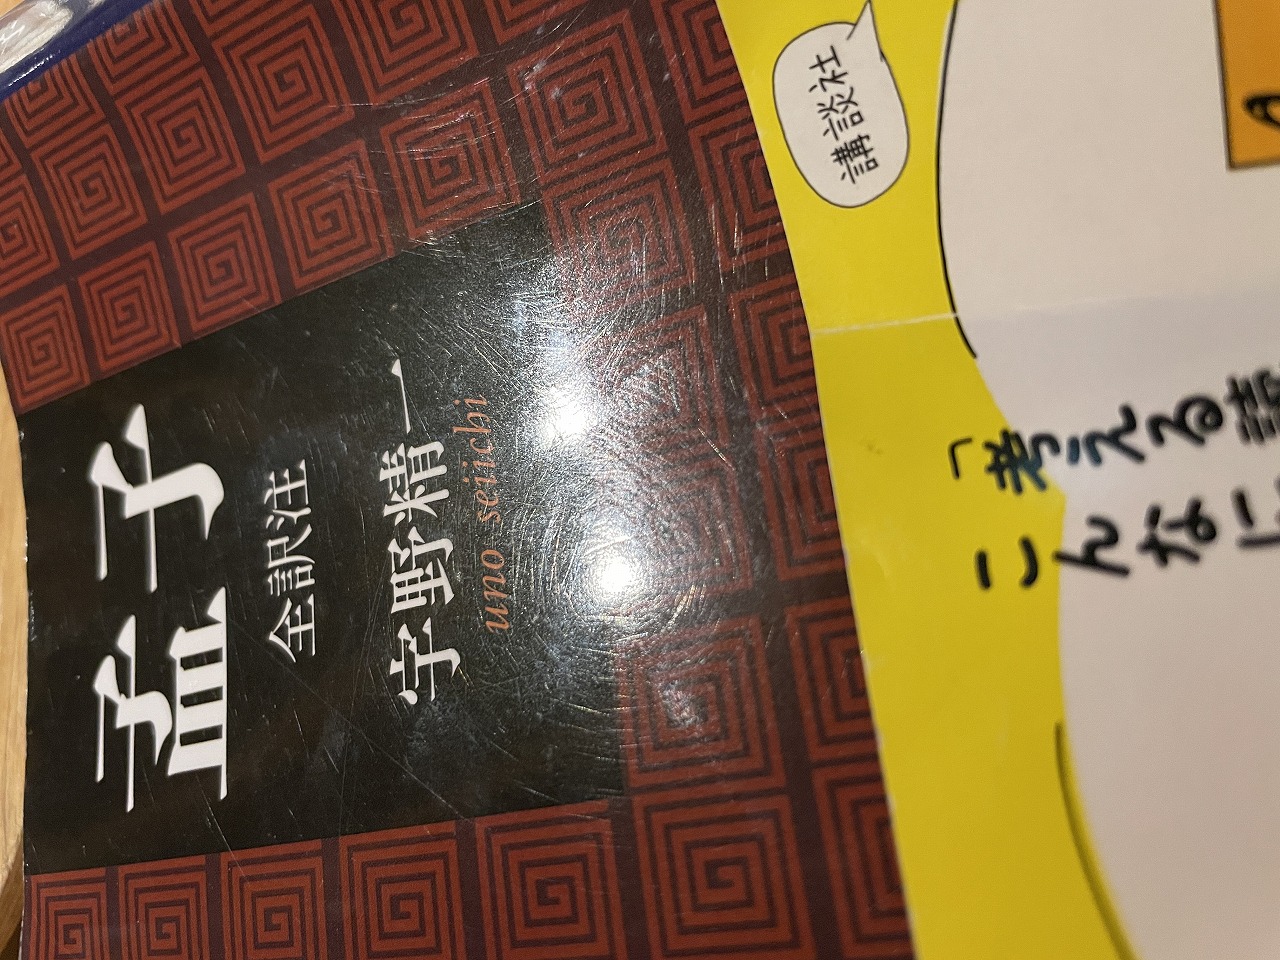 孟子
全訳注
宇野精一
uno seiichi
講談社
「考える読
こんなに